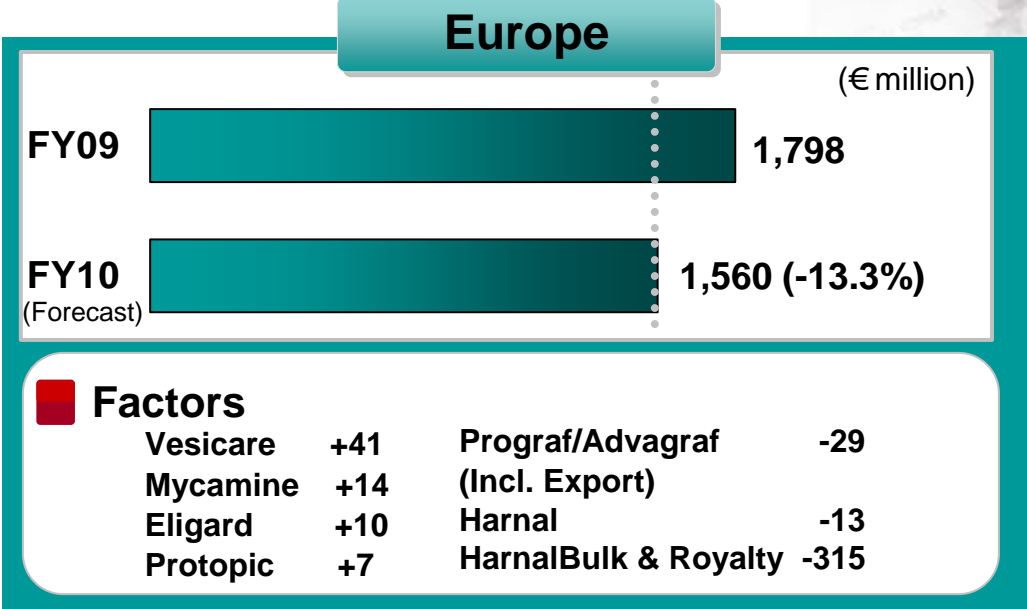 Europe
(€ million)
FY09
1,798
FY10
1,560 (-13.3%)
(Forecast)
Factors
Vesicare +41
Mycamine +14
Eligard +10
Protopic +7
Prograf/Advagraf -29
(Incl. Export)
Harnal -13
HarnalBulk & Royalty -315